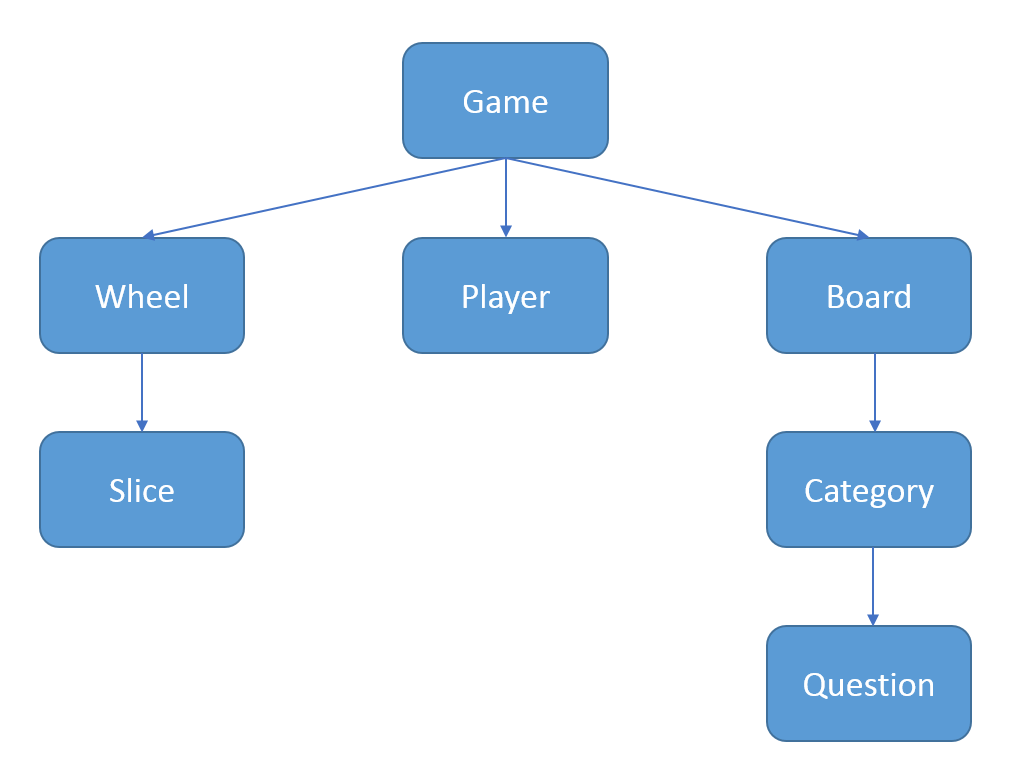 Game
Wheel
Player
Board
Slice
Category
Question